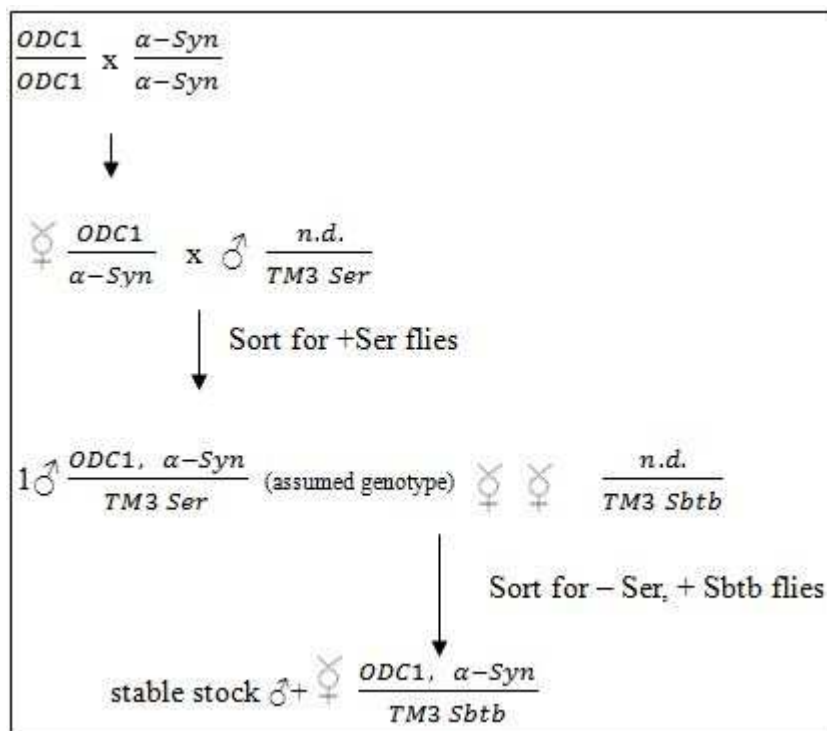 ODC1 α−Syn
x
ODC1 α−Syn
ODC1 n.d.
☿ x ♂
α−Syn TM3 Ser
Sort for +Ser flies
ODC1, α−Syn n.d.
1♂ (assumed genotype) ☿ ☿
TM3 Ser TM3 Sbtb
Sort for – Ser, + Sbtb flies
ODC1, α−Syn
stable stock ♂+ ☿
TM3 Sbtb